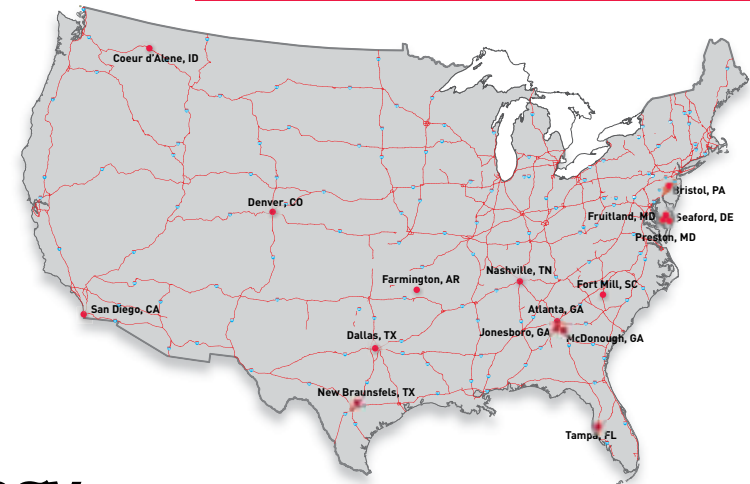 Coeur d'Alene, ID
Bristol, PA
Denver, CO
Fruitland, MD
Seaford, DE
Preston, MD
Nashville, TN
Farmington, AR
Fort Mill, SC
San Diego, CA
Atlanta, GA
Jonesboro, GA
McDonough, GA
Dallas, TX
New Braunsfels, TX
Tampa, FL